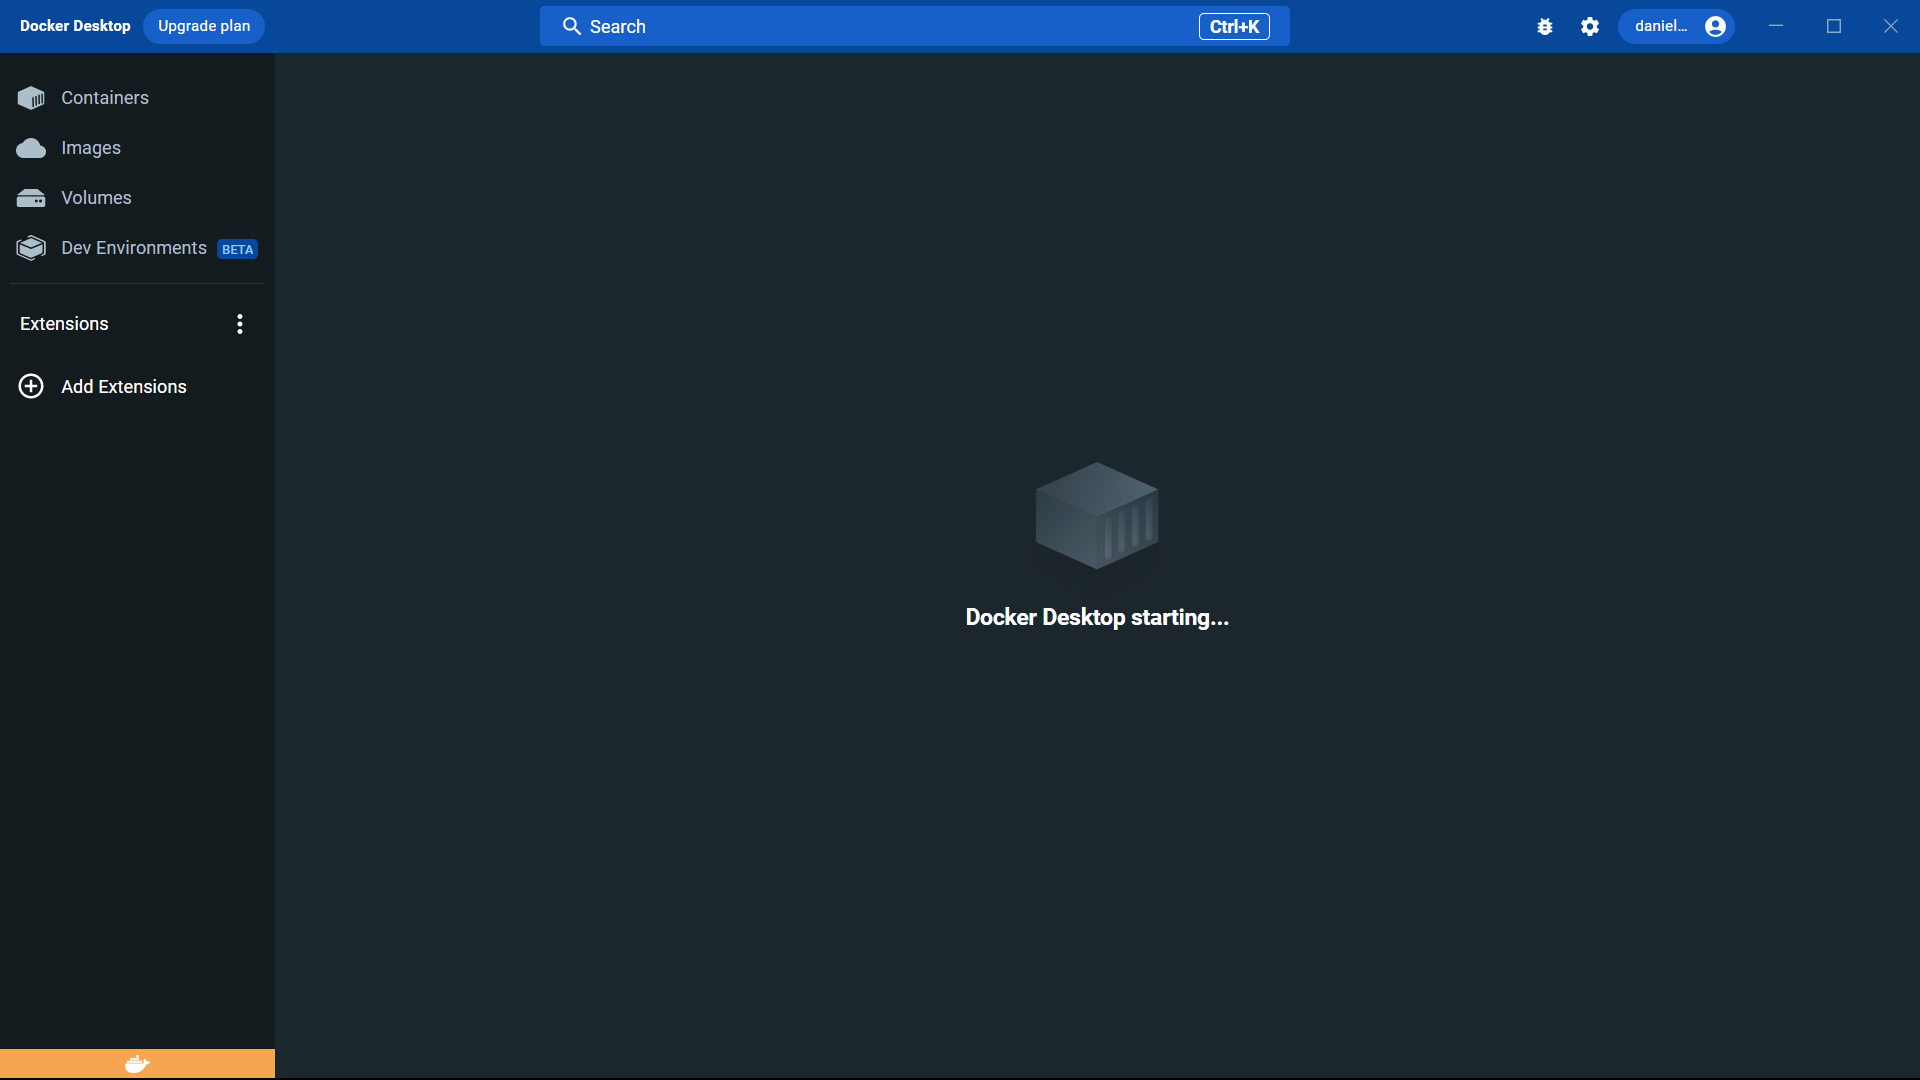 Docker Desktop
Upgrade plan
Search
Ctrl+K
daniel...
Containers
Images
Volumes
Dev Environments BETA
Extensions
Add Extensions
Docker Desktop starting...